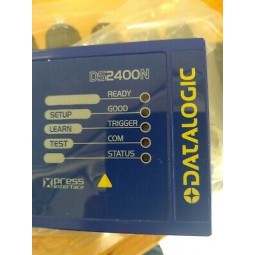 DS2400N
READY
GOOD
SETUP
TRIGGER
LEARN
COM
TEST
STATUS
Xpress
interface
DATALOGIC